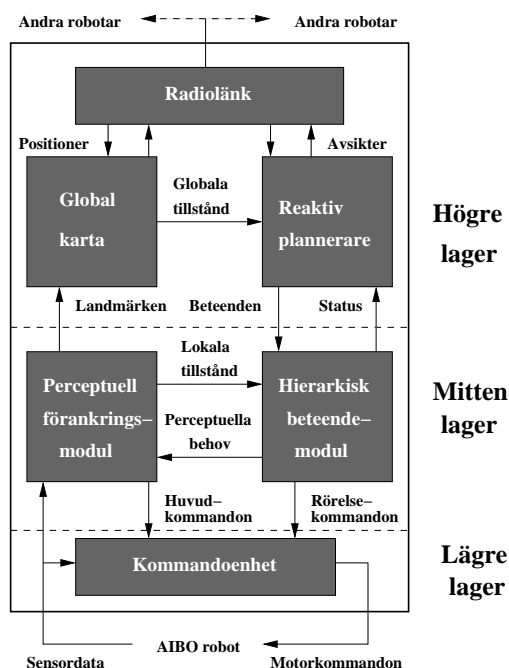 Andra robotar
Andra robotar
Radiolänk
Positioner
Avsikter
Global
karta
Globala
tillstånd
Reaktiv
plannerare
Högre
lager
Landmärken
Beteenden
Status
Perceptuell
förankrings–
modul
Lokala
tillstånd
Perceptuella
behov
Hierarkisk
beteende–
modul
Mitten
lager
Huvud–
kommandon
Rörelse–
kommandon
Kommandoenhet
Lägre
lager
AIBO robot
Sensordata
Motorkommandon